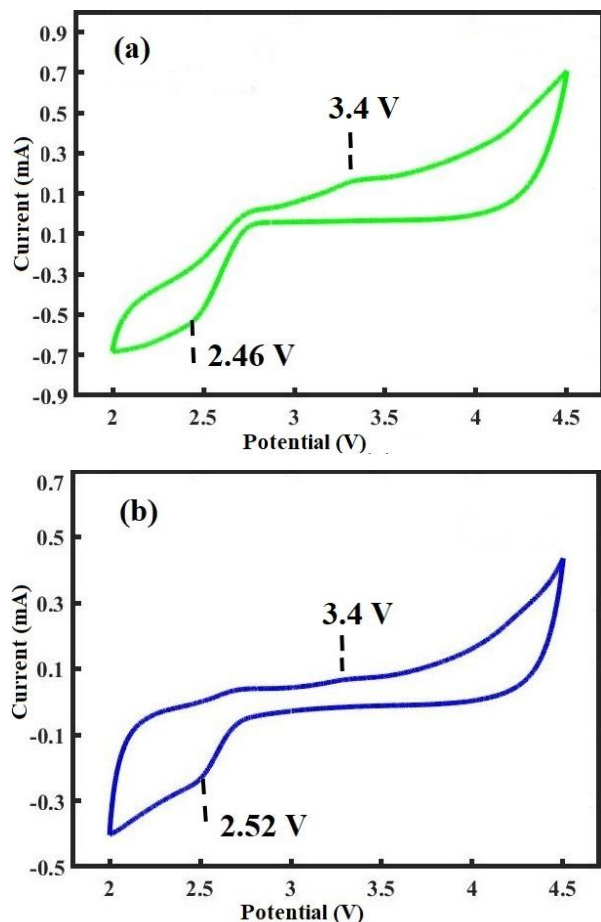 (a)
Current (mA)
0.9
0.7
0.5
0.3
0.1
0.1
-0.3
-0.5
-0.7
-0.9
3.4 V
2.46 V
2 2.5 3 3.5 4 4.5
Potential (V)
(b)
Current (mA)
0.7
0.5
0.3
0.1
-0.1
-0.3
-0.5
3.4 V
2.52 V
2 2.5 3 3.5 4 4.5
Potential (V)